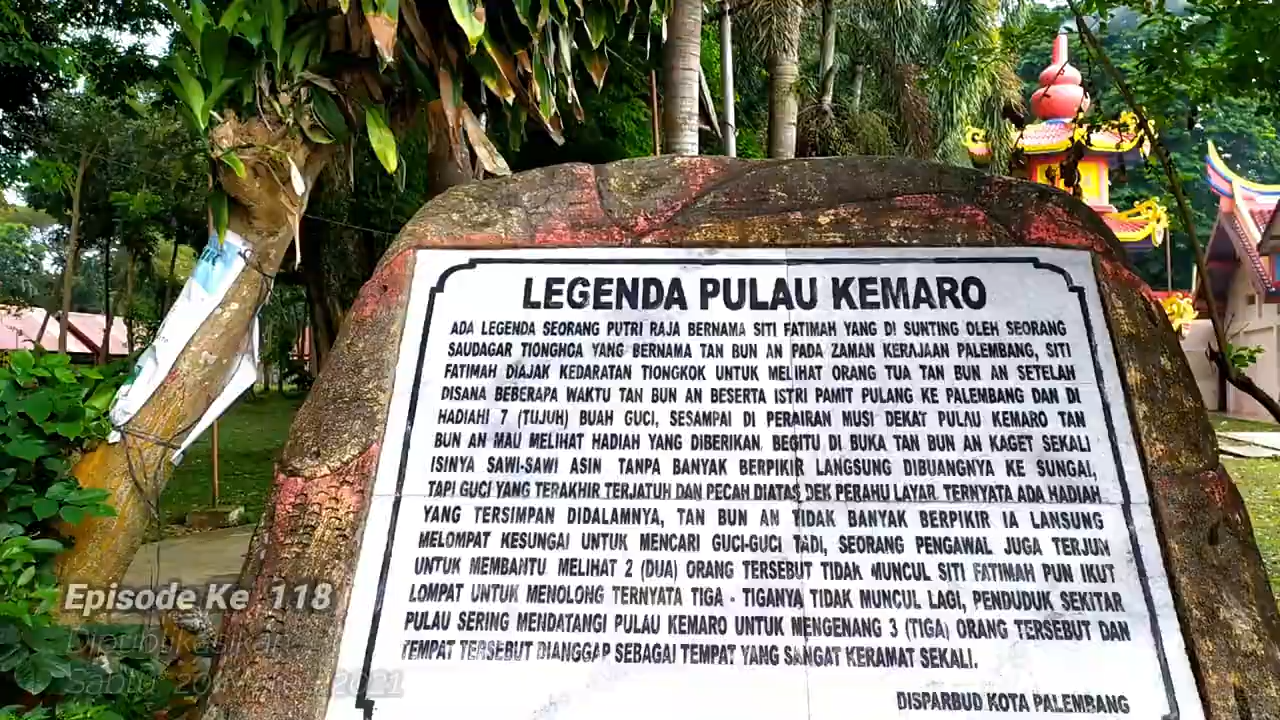 LEGENDA PULAU KEMARO
ADA LEGENDA SEORANG PUTRI RAJA BERNAMA SITI FATIMAH YANG DI SUNTING OLEH SEORANG
SAUDAGAR TIONGHOA YANG BERNAMA TAN BUN AN PADA ZAMAN KERAJAAN PALEMBANG, SITI
FATIMAH DIAJAK KEDARATAN TIONGKOK UNTUK MELIHAT ORANG TUA TAN BUN AN SETELAH
DISANA BEBERAPA WAKTU TAN BUN AN BESERTA ISTRI PAMIT PULANG KE PALEMBANG DAN DI
HADIAHI 7 (TUJUH) BUAH GUCI, SESAMPAI DI PERAIRAN MUSI DEKAT PULAU KEMARO TAN
BUN AN MAU MELIHAT HADIAH YANG DIBERIKAN. BEGITU DI BUKA TAN BUN AN KAGET SEKALI
ISINYA SAWI-SAWI ASIN TANPA BANYAK BERPIKIR LANGSUNG DIBUANGNYA KE SUNGAI,
TAPI GUCI YANG TERAKHIR TERJATUH DAN PECAH DIATAS DEK PERAHU LAYAR TERNYATA ADA HADIAH
YANG TERSIMPAN DIDALAMNYA, TAN BUN AN TIDAK BANYAK BERPIKIR IA LANSUNG
MELOMPAT KESUNGAI UNTUK MENCARI GUCI-GUCI TADI, SEORANG PENGAWAL JUGA TERJUN
UNTUK MEMBANTU MELIHAT 2 (DUA) ORANG TERSEBUT TIDAK MUNCUL SITI FATIMAH PUN IKUT
LOMPAT UNTUK MENOLONG TERNYATA TIGA - TIGANYA TIDAK MUNCUL LAGI, PENDUDUK SEKITAR
PULAU SERING MENDATANGI PULAU KEMARO UNTUK MENGENANG 3 (TIGA) ORANG TERSEBUT DAN
TEMPAT TERSEBUT DIANGGAP SEBAGAI TEMPAT YANG SANGAT KERAMAT SEKALI.
DISPARBUD KOTA PALEMBANG
Episode Ke 118
Sabtu 2021